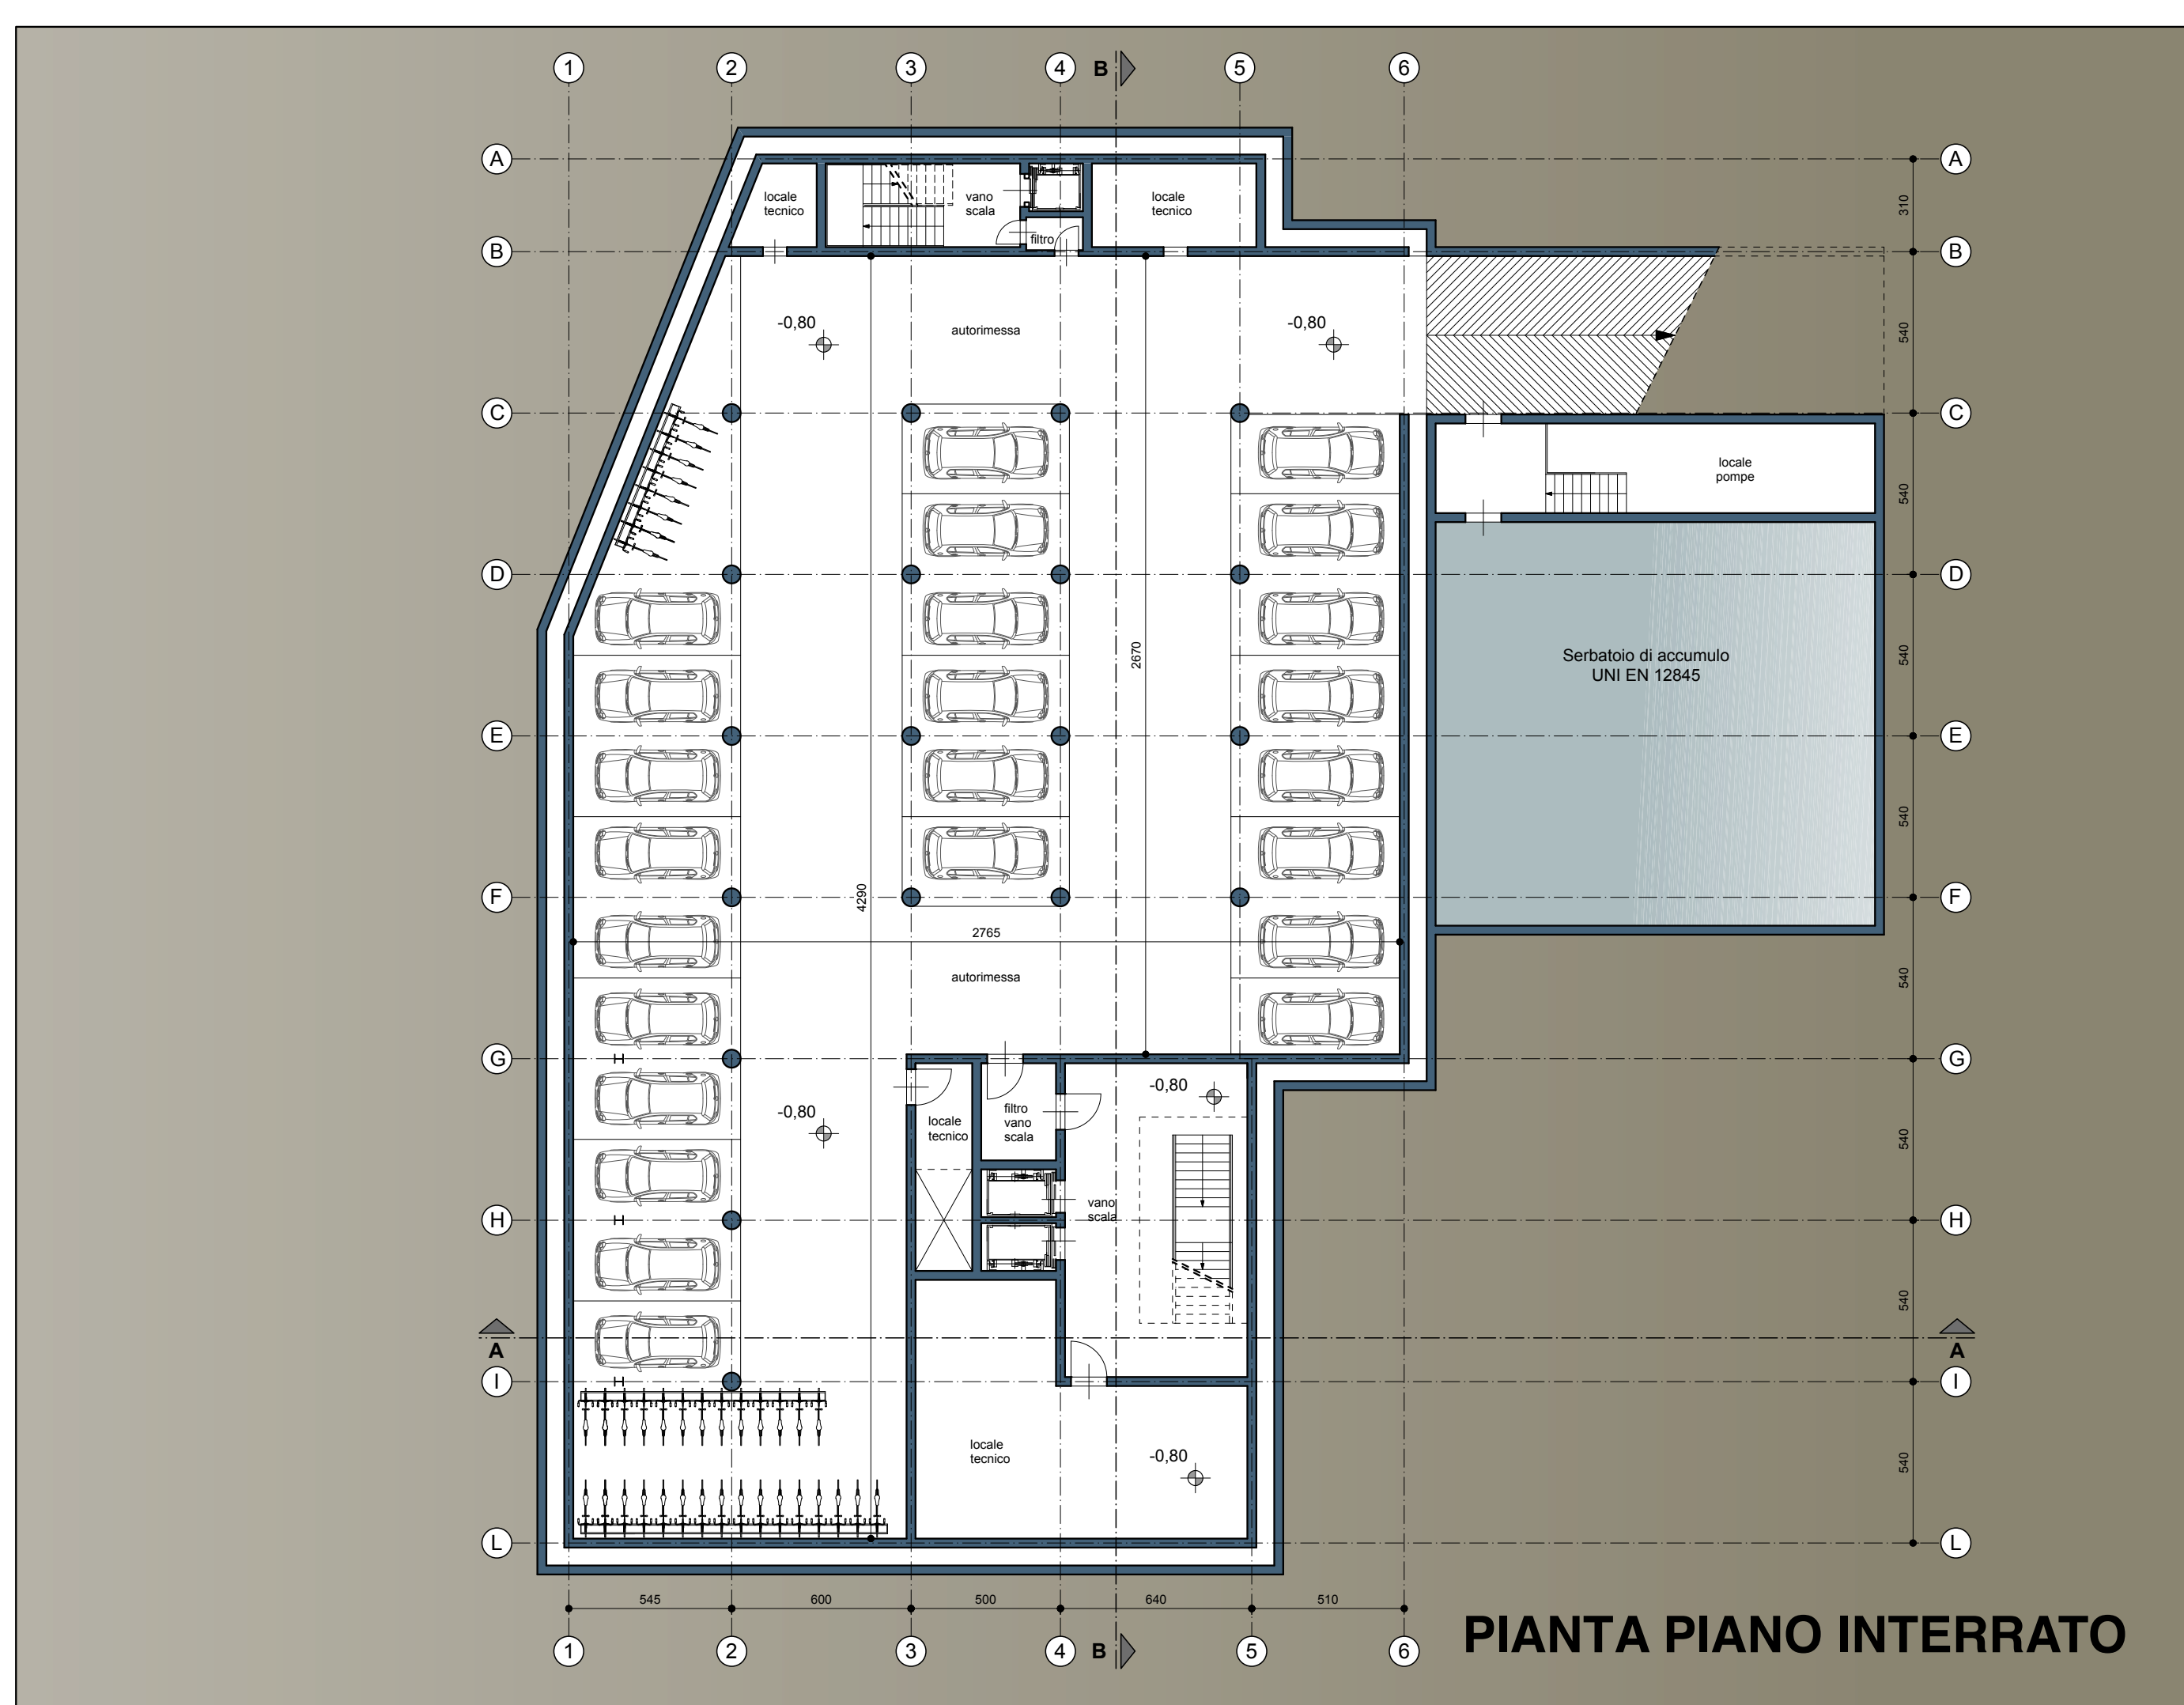 1 2 3 4 B 5 6
A A
locale
tecnico
vano
scala
locale
tecnico
310
filtro
B B
-0,80
autorimessa
-0,80
540
C C
locale
pompe
540
D D
2670
Serbatoio di accumulo
UNI EN 12845
540
E E
540
4290
F F
2765
autorimessa
540
G G
-0,80
-0,80
filtro
vano
scala
locale
tecnico
540
vano
scala
H H
540
A A
I I
locale
tecnico
-0,80
540
L L
545 600 500 640 510
1 2 3 4 B 5 6
PIANTA PIANO INTERRATO